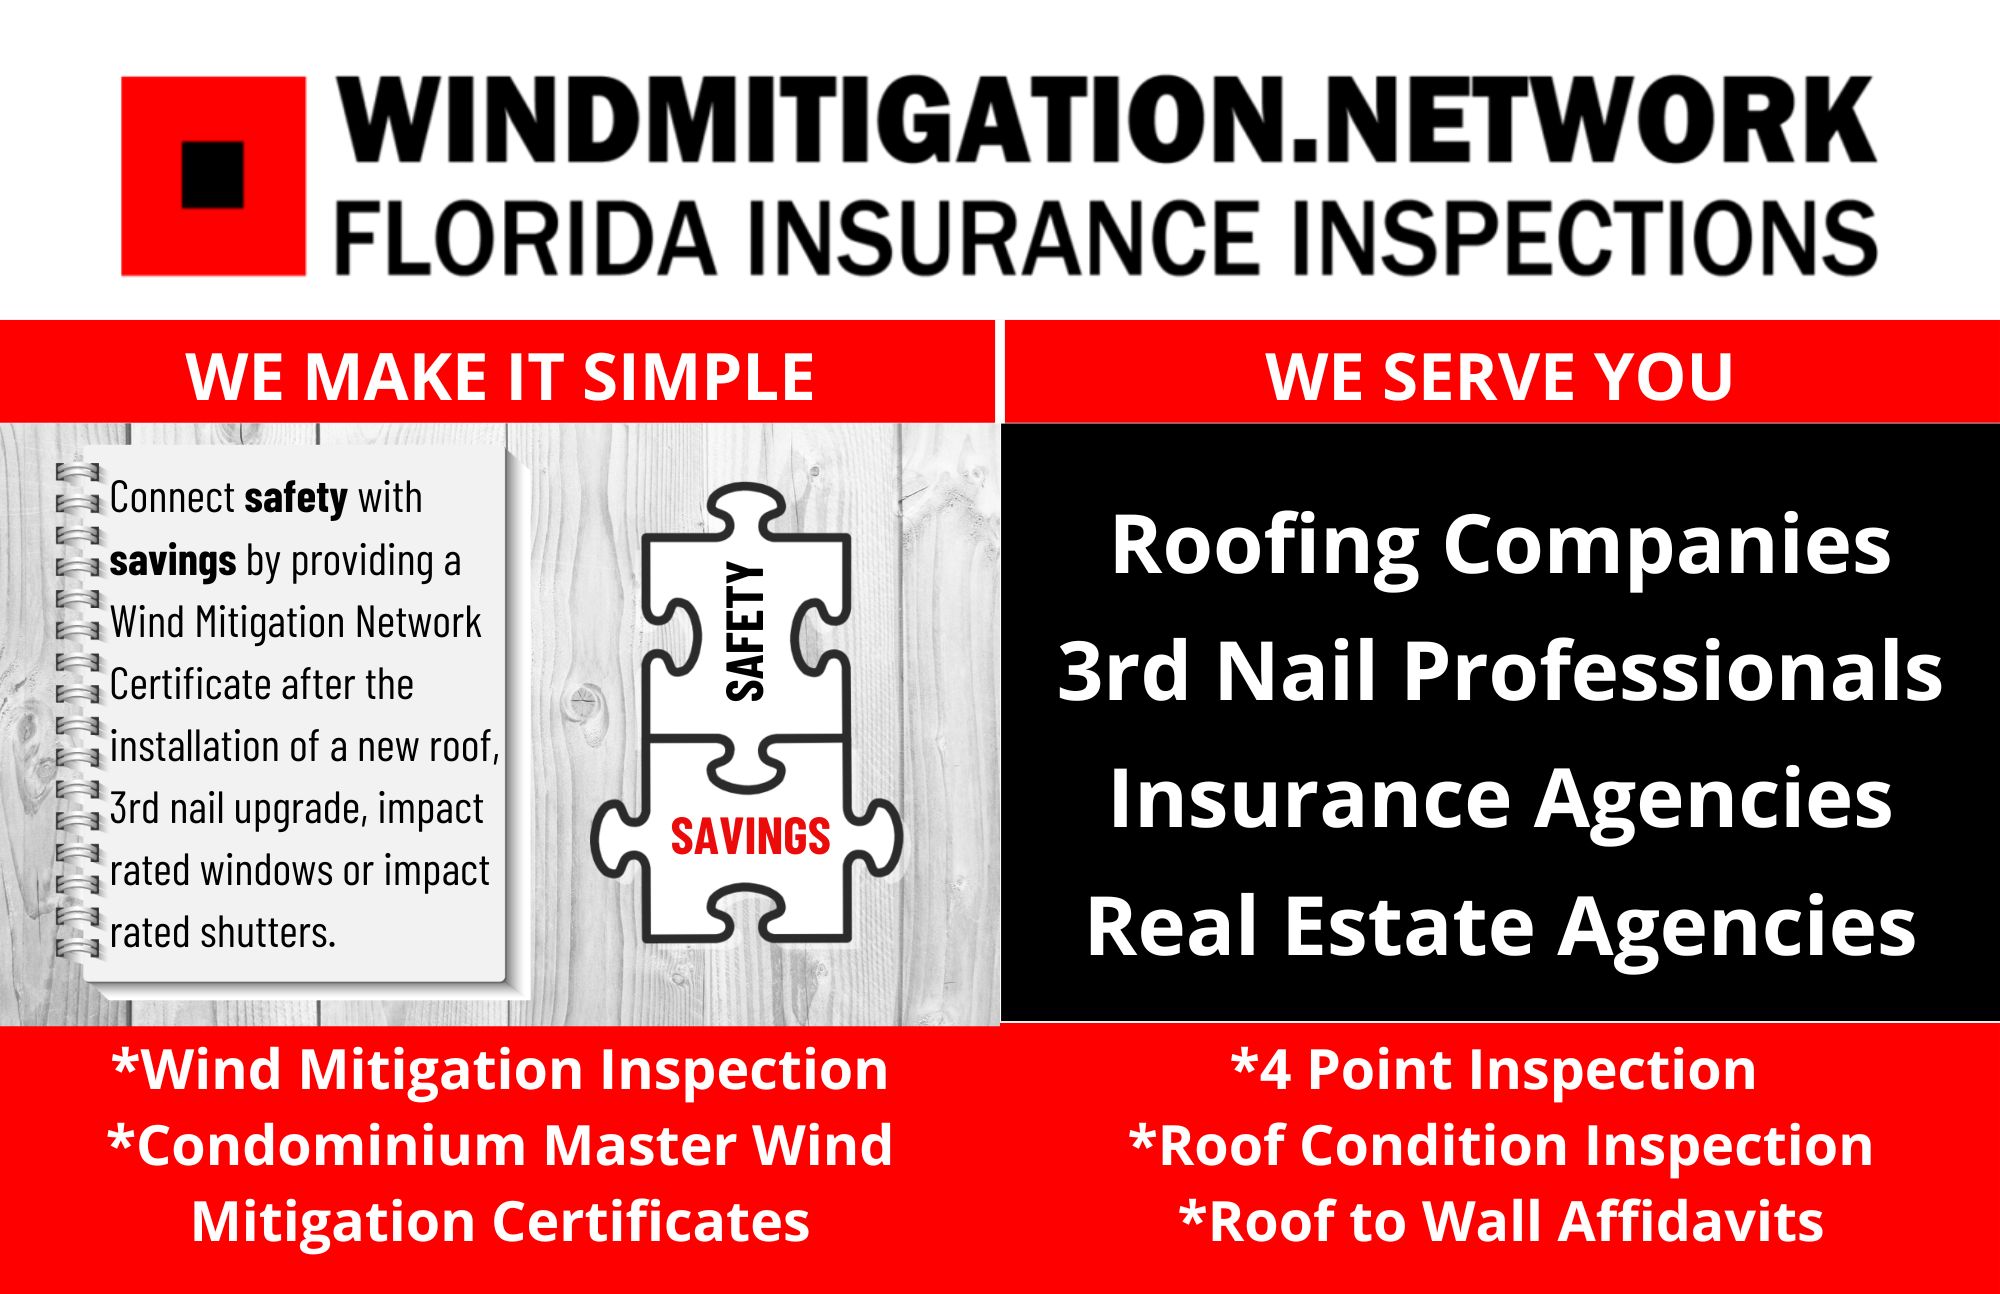 WINDMITIGATION.NETWORK
FLORIDA INSURANCE INSPECTIONS
WE MAKE IT SIMPLE
Connect safety with
savings by providing a
Wind Mitigation Network
Certificate after the
installation of a new roof,
3rd nail upgrade, impact
rated windows or impact
rated shutters.
SAFETY
SAVINGS
*Wind Mitigation Inspection
*Condominium Master Wind
Mitigation Certificates
WE SERVE YOU
Roofing Companies
3rd Nail Professionals
Insurance Agencies
Real Estate Agencies
*4 Point Inspection
*Roof Condition Inspection
*Roof to Wall Affidavits